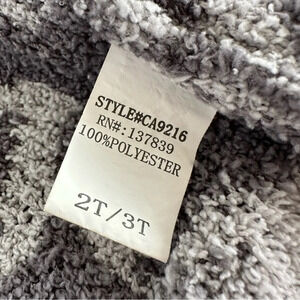 STYLE#CA9216
RN#:137839
100%POLYESTER
2T/3T